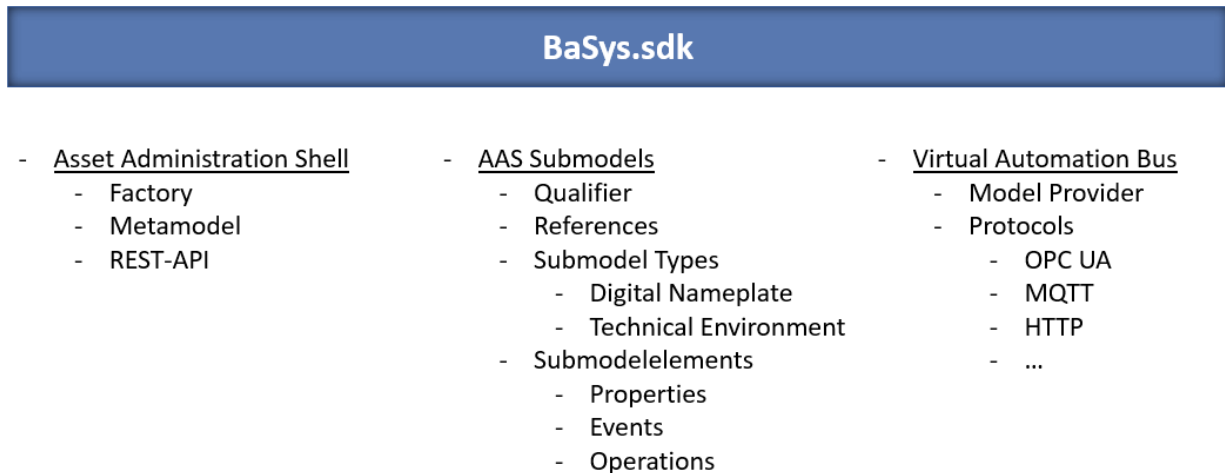 BaSys.sdk
- Asset Administration Shell
- Factory
- Metamodel
- REST-API
- AAS Submodels
- Qualifier
- References
- Submodel Types
- Digital Nameplate
- Technical Environment
- Submodelelements
- Properties
- Events
- Operations
- Virtual Automation Bus
- Model Provider
- Protocols
- OPC UA
- MQTT
- HTTP
- ...